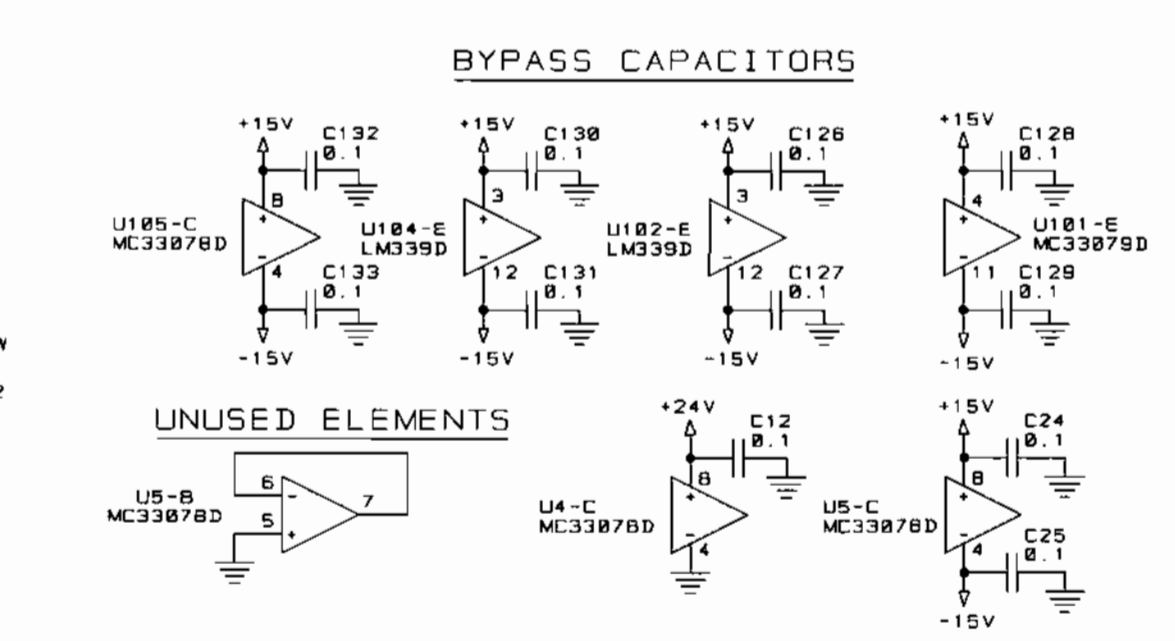 BYPASS CAPACITORS
+15V
C132
0.1
8
U105-C
MC33078D
+
-
4
C133
0.1
-15V
+15V
C130
0.1
3
U104-E
LM339D
+
-
12
C131
0.1
-15V
+15V
C126
0.1
3
U102-E
LM339D
+
-
12
C127
0.1
-15V
+15V
C128
0.1
4
U101-E
MC33079D
+
-
11
C129
0.1
-15V
UNUSED ELEMENTS
U5-B
MC33078D
6
-
5
+
7
+24V
C12
0.1
8
U4-C
MC33078D
+
-
4
+15V
C24
0.1
8
U5-C
MC33078D
+
-
4
C25
0.1
-15V